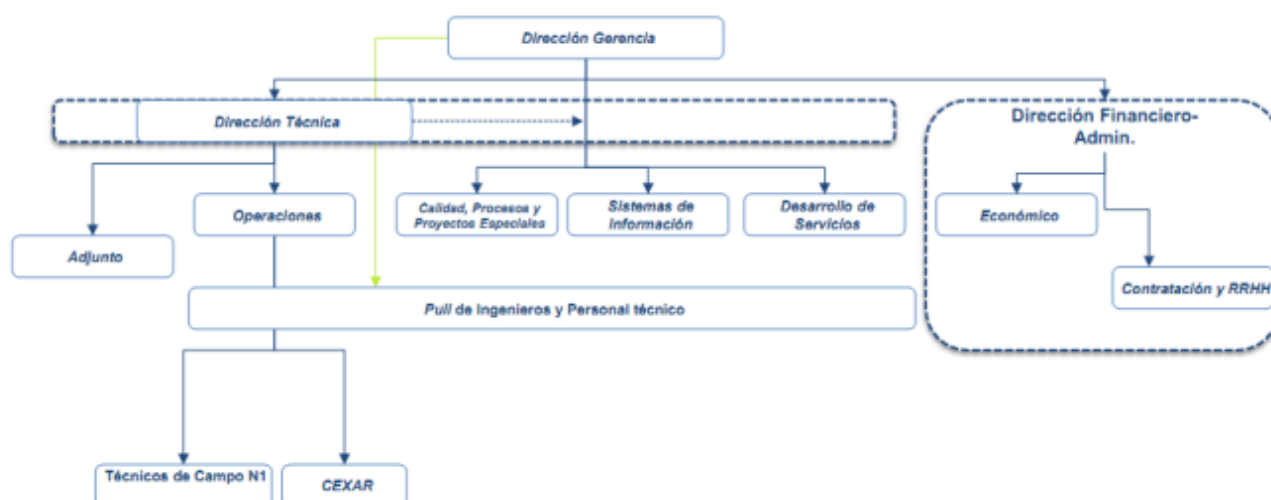 Dirección Gerencia
Dirección Técnica
Dirección Financiero-
Admin.
Operaciones
Calidad, Procesos y
Proyectos Especiales
Sistemas de
Información
Desarrollo de
Servicios
Económico
Adjunto
Contratación y RRHH
Pull de Ingenieros y Personal técnico
Técnicos de Campo N1
CEXAR